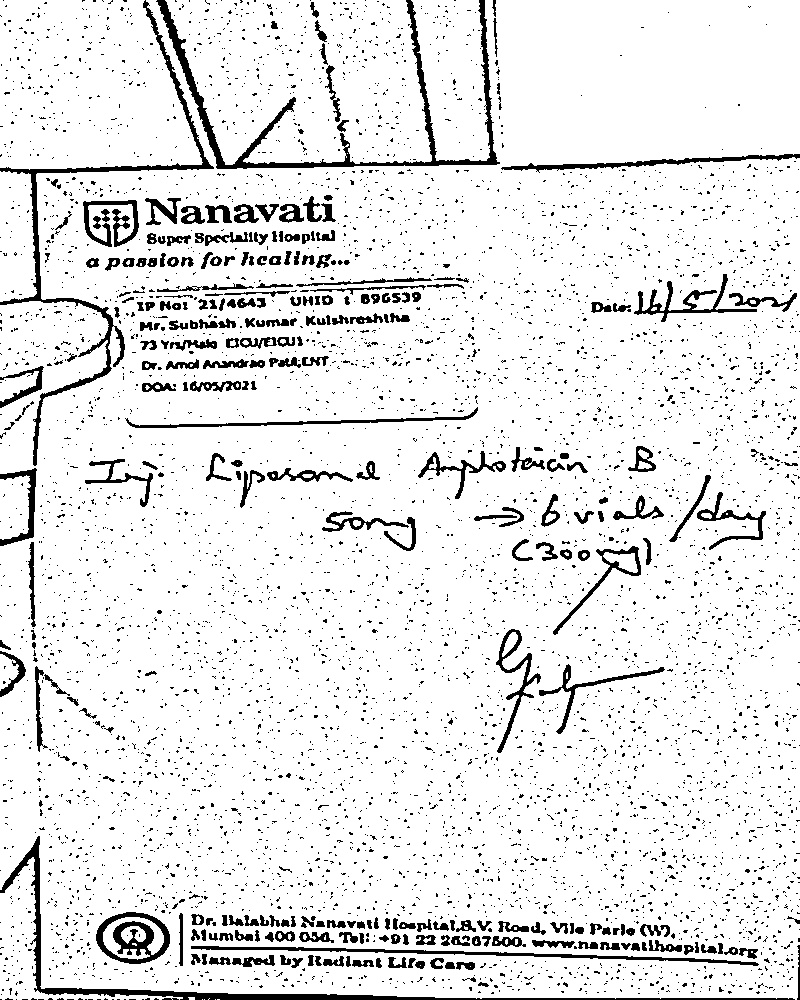 Nanavati
Super Speciality Hospital
a passion for healing...
IP No: 21/4643 UHID : 896539
Mr. Subhash Kumar Kulshreshtha
73 Yrs/Male EICU/EICU1
Dr. Amol Anandrao Patil,ENT
DOA: 16/05/2021
Date: 16/5/2021
Inj. Liposomal Amphotericin B
50mg → 6 vials/day
(300mg)
Dr. Balabhai Nanavati Hospital,S.V. Road, Vile Parle (W),
Mumbai 400 056. Tel: +91 22 26267500. www.nanavatihospital.org
Managed by Radiant Life Care